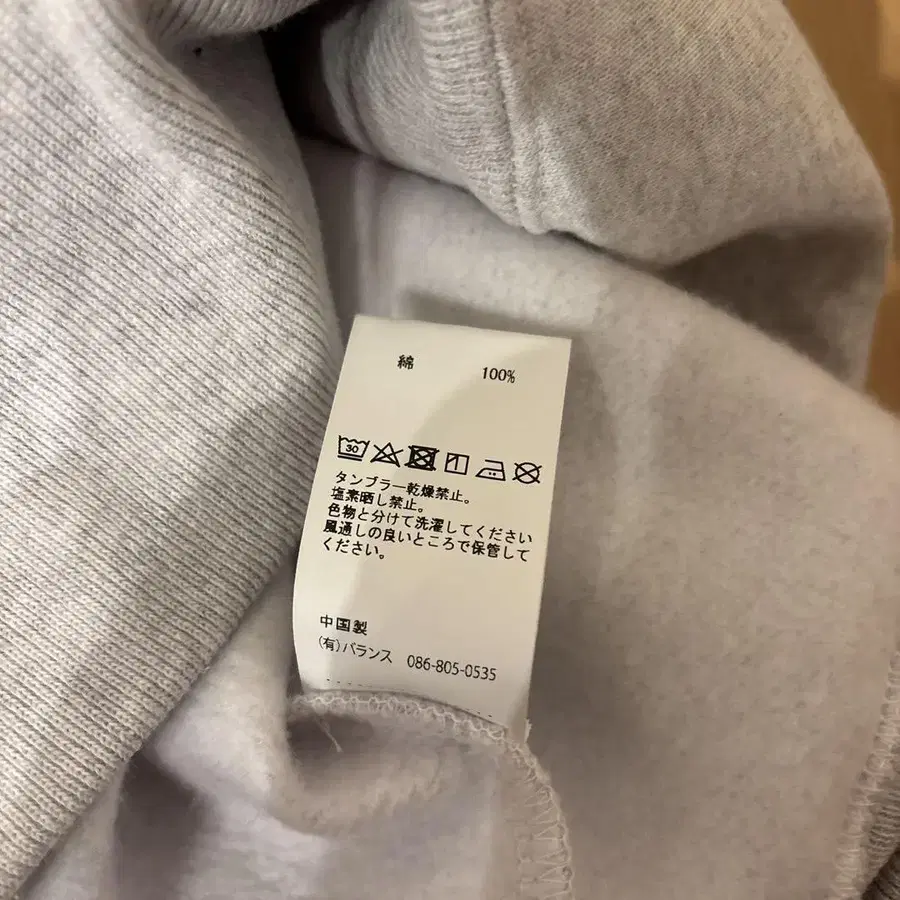 綿 100%
30
タンブラー乾燥禁止。
塩素晒し禁止。
色物と分けて洗濯してください
風通しの良いところで保管して
ください。
中国製
(有)バランス 086-805-0535